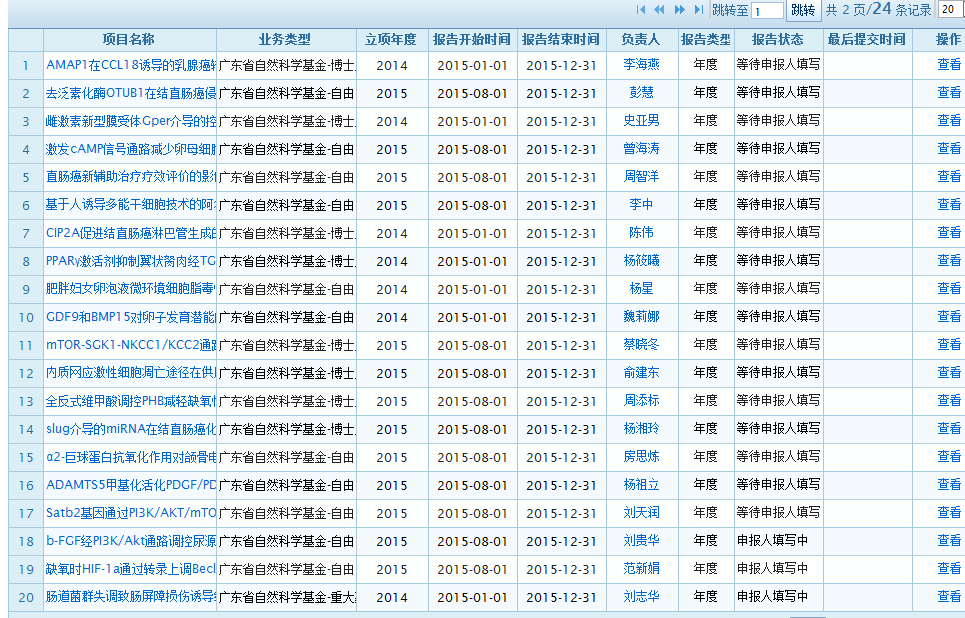 跳转至 1 跳转 共 2 页/24 条记录 20
项目名称 业务类型 立项年度 报告开始时间 报告结束时间 负责人 报告类型 报告状态 最后提交时间 操作
1 AMAP1在CCL18诱导的乳腺癌转 广东省自然科学基金-博士 2014 2015-01-01 2015-12-31 李海燕 年度 等待申报人填写 查看
2 去泛素化酶OTUB1在结直肠癌侵 广东省自然科学基金-自由 2015 2015-08-01 2015-12-31 彭慧 年度 等待申报人填写 查看
3 雌激素新型膜受体Gper介导的控 广东省自然科学基金-博士 2014 2015-01-01 2015-12-31 史亚男 年度 等待申报人填写 查看
4 激发cAMP信号通路减少卵母细胞 广东省自然科学基金-自由 2015 2015-08-01 2015-12-31 曾海涛 年度 等待申报人填写 查看
5 直肠癌新辅助治疗疗效评价的影像 广东省自然科学基金-自由 2015 2015-08-01 2015-12-31 周智洋 年度 等待申报人填写 查看
6 基于人诱导多能干细胞技术的阿 广东省自然科学基金-自由 2015 2015-08-01 2015-12-31 李中 年度 等待申报人填写 查看
7 CIP2A促进结直肠癌淋巴管生成的 广东省自然科学基金-博士 2014 2015-01-01 2015-12-31 陈伟 年度 等待申报人填写 查看
8 PPARγ激活剂抑制翼状胬肉经TG 广东省自然科学基金-自由 2014 2015-01-01 2015-12-31 杨筱曦 年度 等待申报人填写 查看
9 肥胖妇女卵泡液微环境细胞脂毒 广东省自然科学基金-自由 2014 2015-01-01 2015-12-31 杨星 年度 等待申报人填写 查看
10 GDF9和BMP15对卵子发育潜能 广东省自然科学基金-自由 2014 2015-01-01 2015-12-31 魏莉娜 年度 等待申报人填写 查看
11 mTOR-SGK1-NKCC1/KCC2通路 广东省自然科学基金-博士 2015 2015-08-01 2015-12-31 蔡晓冬 年度 等待申报人填写 查看
12 内质网应激性细胞凋亡途径在供 广东省自然科学基金-博士 2015 2015-08-01 2015-12-31 俞建东 年度 等待申报人填写 查看
13 全反式维甲酸调控PHB减轻缺氧 广东省自然科学基金-博士 2015 2015-08-01 2015-12-31 周添标 年度 等待申报人填写 查看
14 slug介导的miRNA在结直肠癌化 广东省自然科学基金-博士 2015 2015-08-01 2015-12-31 杨湘玲 年度 等待申报人填写 查看
15 α2-巨球蛋白抗氧化作用对颌骨 广东省自然科学基金-自由 2015 2015-08-01 2015-12-31 房思炼 年度 等待申报人填写 查看
16 ADAMTS5甲基化活化PDGF/PD 广东省自然科学基金-自由 2015 2015-08-01 2015-12-31 杨祖立 年度 等待申报人填写 查看
17 Satb2基因通过PI3K/AKT/mTO 广东省自然科学基金-自由 2015 2015-08-01 2015-12-31 刘天润 年度 等待申报人填写 查看
18 b-FGF经PI3K/Akt通路调控尿源 广东省自然科学基金-自由 2015 2015-08-01 2015-12-31 刘贵华 年度 申报人填写中 查看
19 缺氧时HIF-1a通过转录上调Becl 广东省自然科学基金-自由 2015 2015-08-01 2015-12-31 范新娟 年度 申报人填写中 查看
20 肠道菌群失调致肠屏障损伤诱导 广东省自然科学基金-重大 2014 2015-01-01 2015-12-31 刘志华 年度 申报人填写中 查看